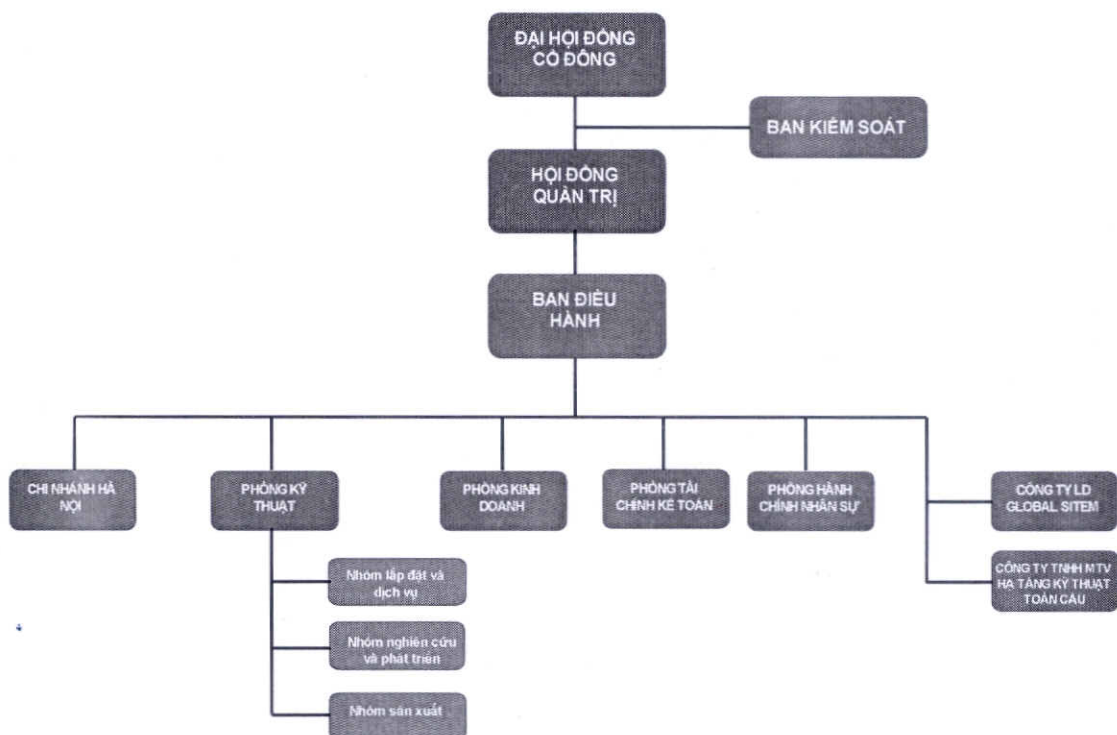 ĐẠI HỘI ĐỒNG
CỔ ĐÔNG
BAN KIỂM SOÁT
HỘI ĐỒNG
QUẢN TRỊ
BAN ĐIỀU
HÀNH
CHI NHÁNH HÀ
NỘI
PHÒNG KỸ
THUẬT
PHÒNG KINH
DOANH
PHÒNG TÀI
CHÍNH KẾ TOÁN
PHÒNG HÀNH
CHÍNH NHÂN SỰ
CÔNG TY LD
GLOBAL SITEM
CÔNG TY TNHH MTV
HẠ TẦNG KỸ THUẬT
TOÀN CẦU
Nhóm lắp đặt và
dịch vụ
Nhóm nghiên cứu
và phát triển
Nhóm sản xuất